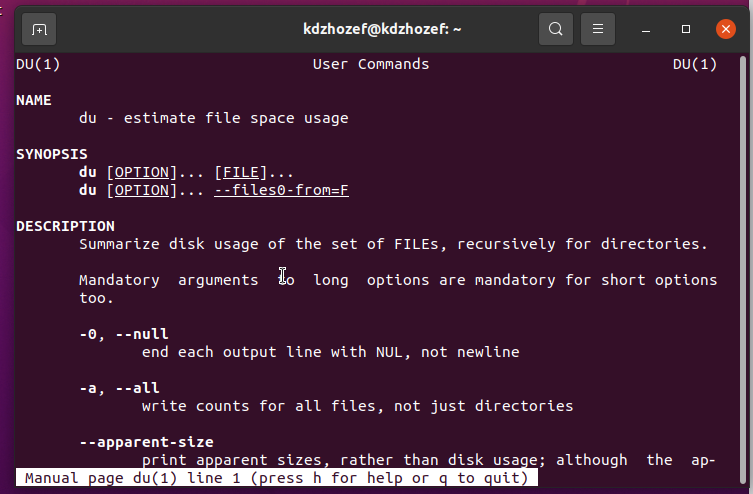 kdzhozef@kdzhozef: ~
DU(1) User Commands DU(1)
NAME
du - estimate file space usage
SYNOPSIS
du [OPTION]... [FILE]...
du [OPTION]... --files0-from=F
DESCRIPTION
Summarize disk usage of the set of FILEs, recursively for directories.
Mandatory arguments to long options are mandatory for short options
too.
-0, --null
end each output line with NUL, not newline
-a, --all
write counts for all files, not just directories
--apparent-size
print apparent sizes, rather than disk usage; although the ap-
Manual page du(1) line 1 (press h for help or q to quit)